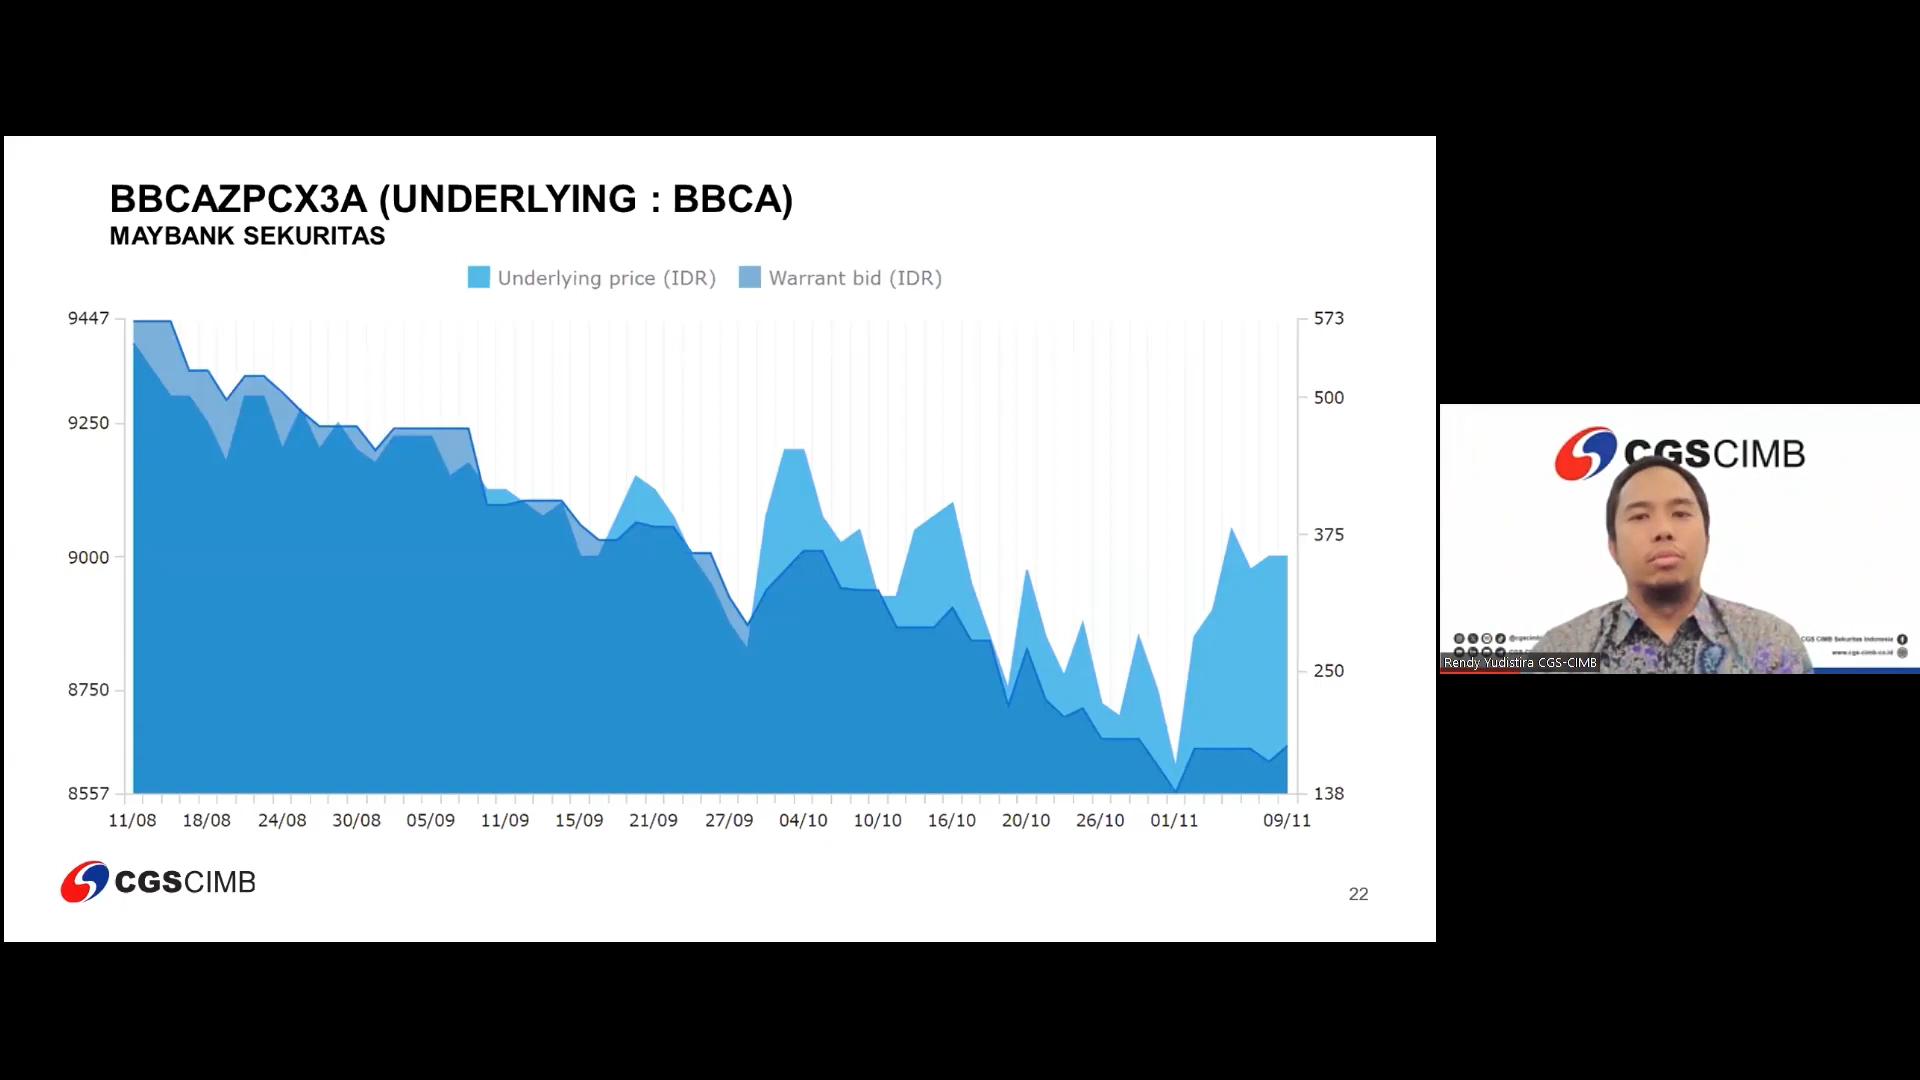 BBCAZPCX3A (UNDERLYING : BBCA)
MAYBANK SEKURITAS
Underlying price (IDR) Warrant bid (IDR)
9447
9250
9000
8750
8557
573
500
375
250
138
11/08 18/08 24/08 30/08 05/09 11/09 15/09 21/09 27/09 04/10 10/10 16/10 20/10 26/10 01/11 09/11
CGSCIMB
22
CGSCIMB
CGS CIMB Sekuritas Indonesia
www.cgs-cimb.co.id
Rendy Yudistira CGS-CIMB